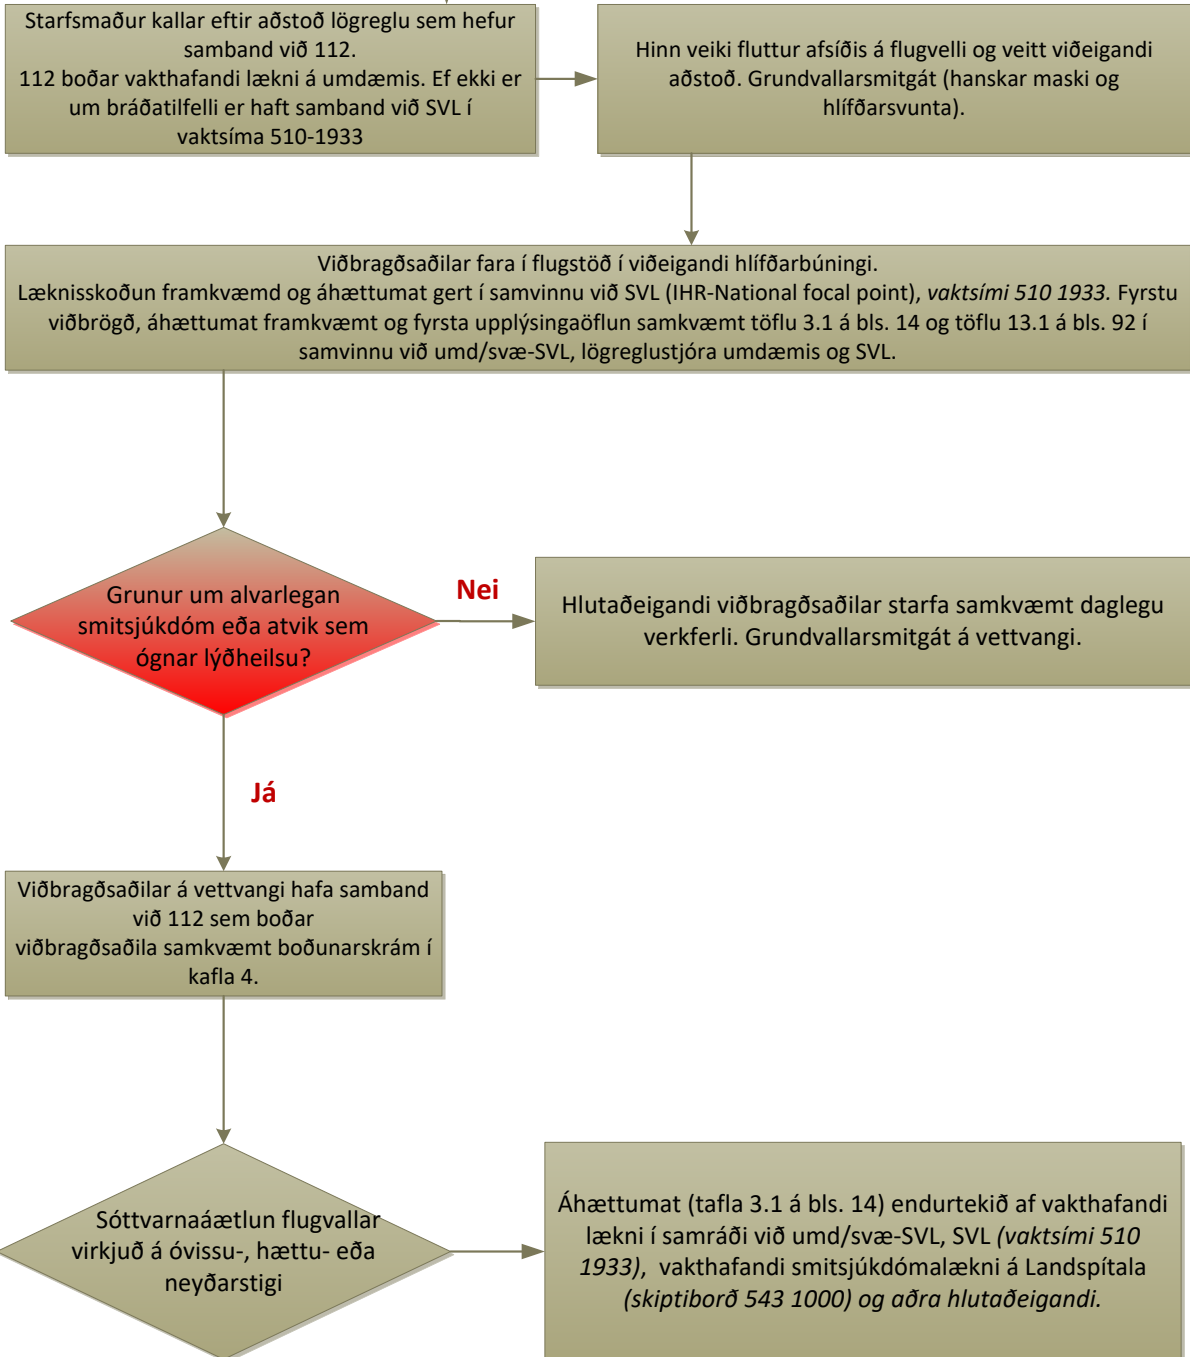 Starfsmaður kallar eftir aðstoð lögreglu sem hefur
samband við 112.
112 boðar vakthafandi lækni á umdæmis. Ef ekki er
um bráðatilfelli er haft samband við SVL í
vaktsíma 510-1933
Hinn veiki fluttur afsíðis á flugvelli og veitt viðeigandi
aðstoð. Grundvallarsmitgát (hanskar maski og
hlífðarsvunta).
Viðbragðsaðilar fara í flugstöð í viðeigandi hlífðarbúningi.
Læknisskoðun framkvæmd og áhættumat gert í samvinnu við SVL (IHR-National focal point), vaktsími 510 1933. Fyrstu
viðbrögð, áhættumat framkvæmt og fyrsta upplýsingaöflun samkvæmt töflu 3.1 á bls. 14 og töflu 13.1 á bls. 92 í
samvinnu við umd/svæ-SVL, lögreglustjóra umdæmis og SVL.
Grunur um alvarlegan
smitsjúkdóm eða atvik sem
ógnar lýðheilsu?
Nei
Hlutaðeigandi viðbragðsaðilar starfa samkvæmt daglegu
verkferli. Grundvallarsmitgát á vettvangi.
Já
Viðbragðsaðilar á vettvangi hafa samband
við 112 sem boðar
viðbragðsaðila samkvæmt boðunarskrám í
kafla 4.
Sóttvarnaáætlun flugvallar
virkjuð á óvissu-, hættu- eða
neyðarstigi
Áhættumat (tafla 3.1 á bls. 14) endurtekið af vakthafandi
lækni í samráði við umd/svæ-SVL, SVL (vaktsími 510
1933), vakthafandi smitsjúkdómalækni á Landspítala
(skiptiborð 543 1000) og aðra hlutaðeigandi.